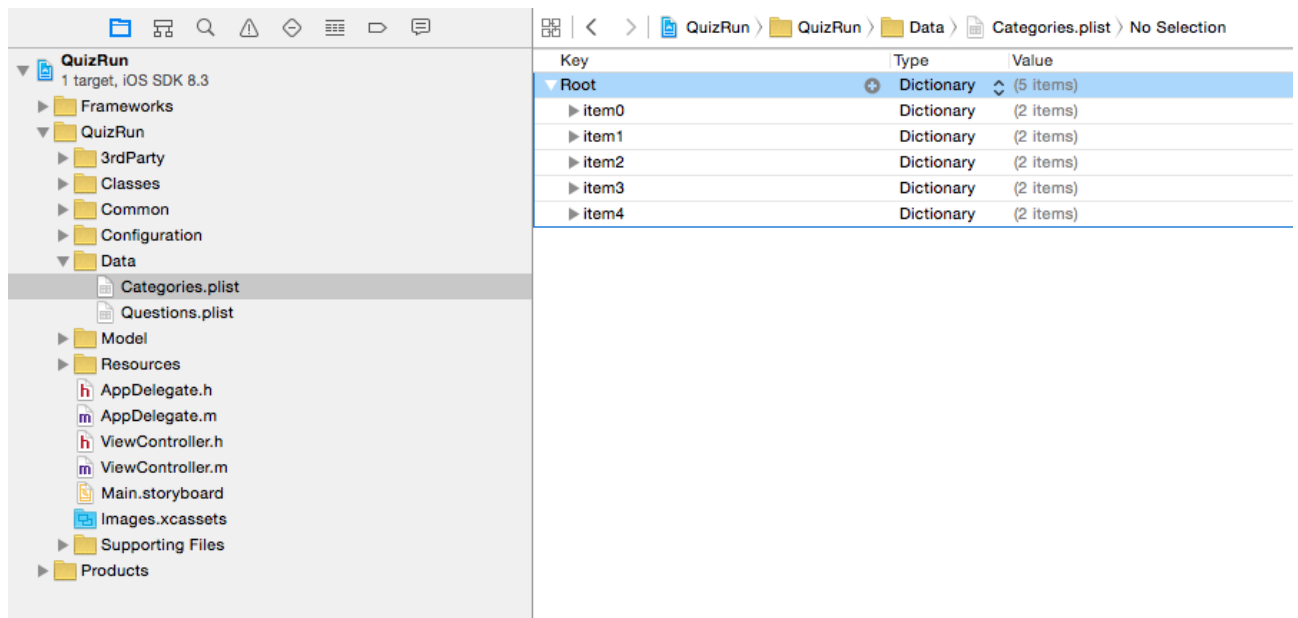 QuizRun
1 target, iOS SDK 8.3
Frameworks
QuizRun
3rdParty
Classes
Common
Configuration
Data
Categories.plist
Questions.plist
Model
Resources
h AppDelegate.h
m AppDelegate.m
h ViewController.h
m ViewController.m
Main.storyboard
Images.xcassets
Supporting Files
Products
QuizRun QuizRun Data Categories.plist No Selection
Key Type Value
Root Dictionary (5 items)
item0 Dictionary (2 items)
item1 Dictionary (2 items)
item2 Dictionary (2 items)
item3 Dictionary (2 items)
item4 Dictionary (2 items)